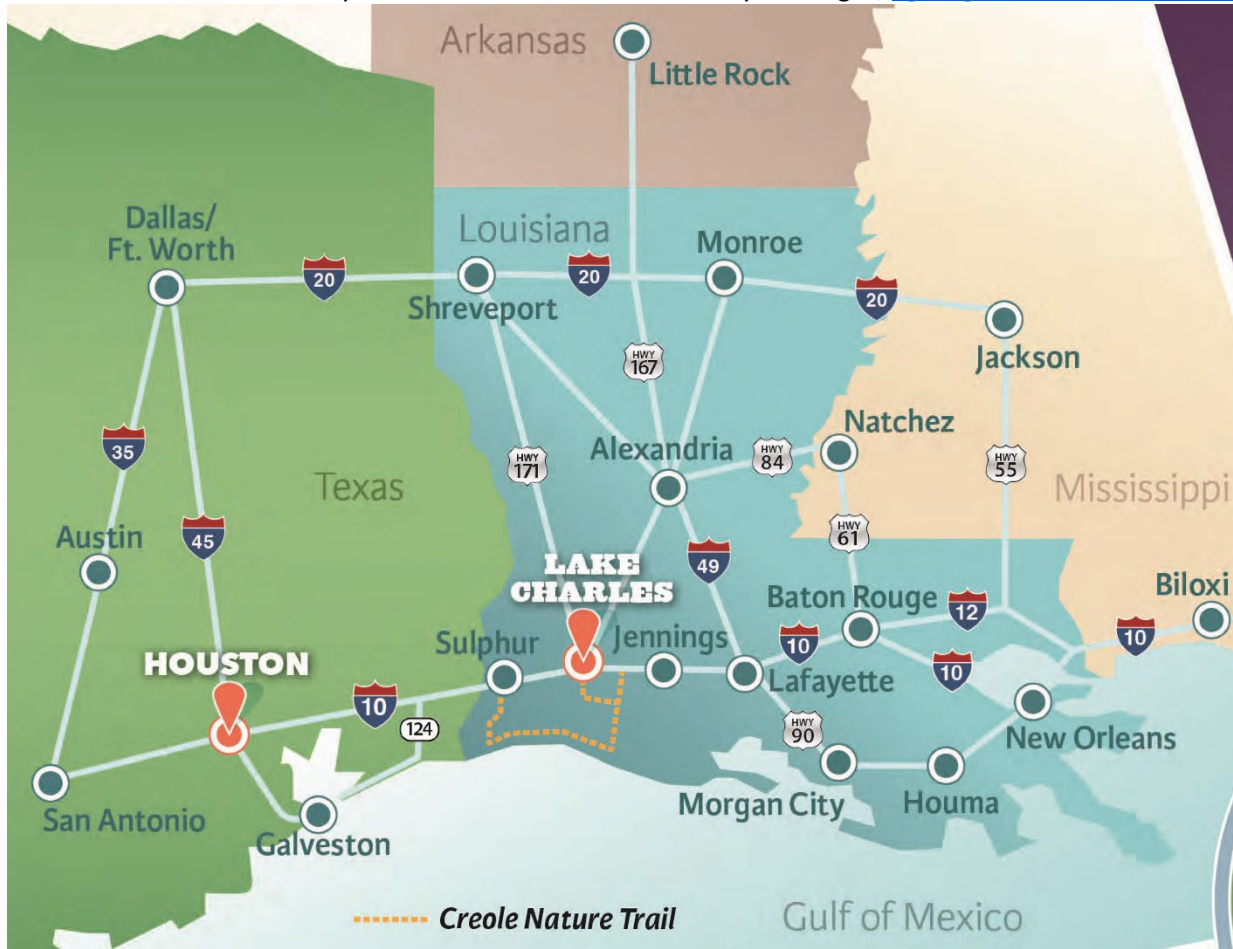 Arkansas
Little Rock
Dallas/
Ft. Worth
Louisiana
Monroe
20
20
20
Shreveport
Jackson
HWY
167
Natchez
Alexandria
HWY
84
HWY
171
HWY
55
35
Texas
Mississippi
HWY
61
45
Austin
49
LAKE
CHARLES
Baton Rouge
12
Biloxi
Sulphur
Jennings
10
10
HOUSTON
10
Lafayette
10
124
HWY
90
New Orleans
San Antonio
Morgan City
Houma
Galveston
Creole Nature Trail
Gulf of Mexico